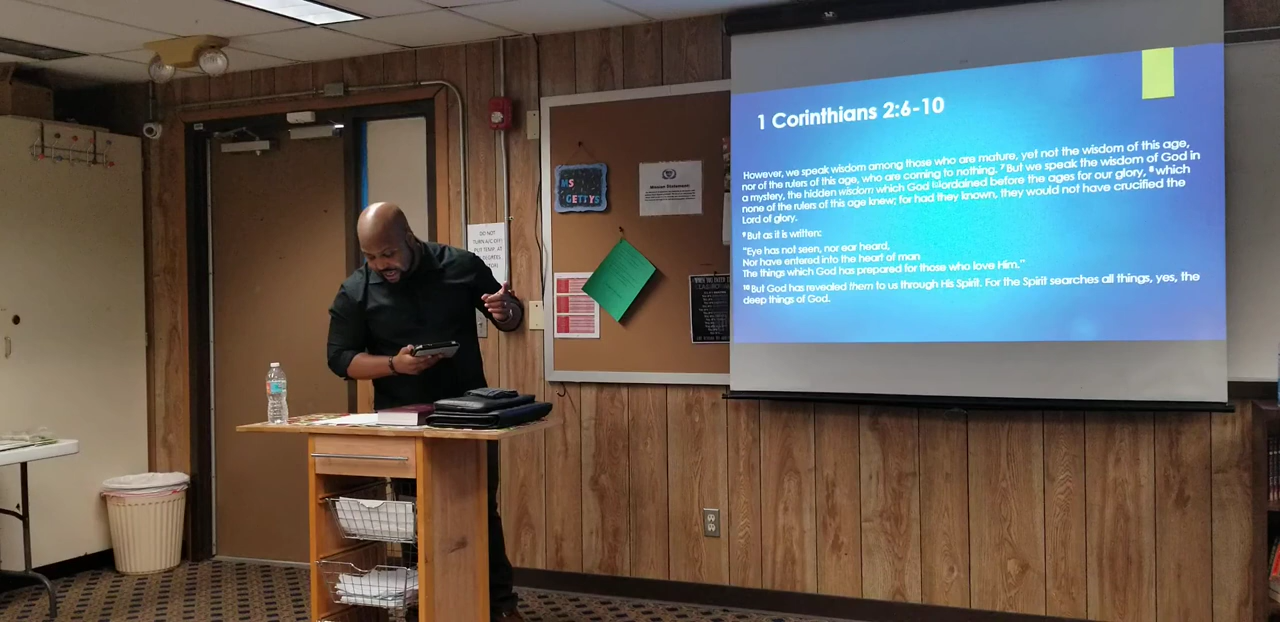 1 Corinthians 2:6-10
However, we speak wisdom among those who are mature, yet not the wisdom of this age,
nor of the rulers of this age, who are coming to nothing. 7 But we speak the wisdom of God in
a mystery, the hidden wisdom which God ordained before the ages for our glory, 8 which
none of the rulers of this age knew; for had they known, they would not have crucified the
Lord of glory.
9 But as it is written:
"Eye has not seen, nor ear heard,
Nor have entered into the heart of man
The things which God has prepared for those who love Him."
10 But God has revealed them to us through His Spirit. For the Spirit searches all things, yes, the
deep things of God.
MS
GETTYS
Mission Statement:
DO NOT
TURN A/C OFF!
PUT TEMP. AT